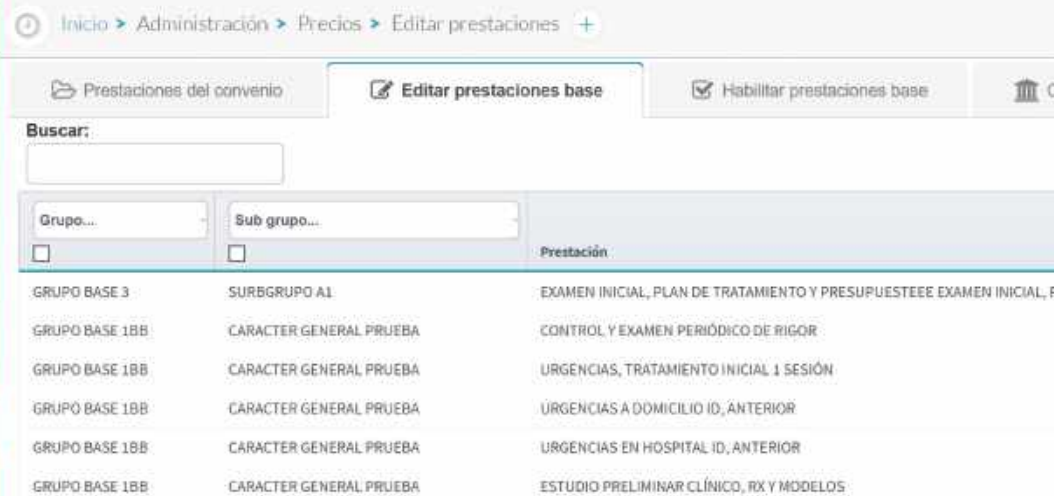 Inicio > Administración > Precios > Editar prestaciones +
Prestaciones del convenio Editar prestaciones base Habilitar prestaciones base
Buscar:
Grupo... Sub grupo...
Prestación
GRUPO BASE 3 SURBGRUPO A1 EXAMEN INICIAL, PLAN DE TRATAMIENTO Y PRESUPUESTEEE EXAMEN INICIAL,
GRUPO BASE 1BB CARACTER GENERAL PRUEBA CONTROL Y EXAMEN PERIÓDICO DE RIGOR
GRUPO BASE 1BB CARACTER GENERAL PRUEBA URGENCIAS, TRATAMIENTO INICIAL 1 SESIÓN
GRUPO BASE 1BB CARACTER GENERAL PRUEBA URGENCIAS A DOMICILIO ID, ANTERIOR
GRUPO BASE 1BB CARACTER GENERAL PRUEBA URGENCIAS EN HOSPITAL ID, ANTERIOR
GRUPO BASE 1BB CARACTER GENERAL PRUEBA ESTUDIO PRELIMINAR CLÍNICO, RX Y MODELOS